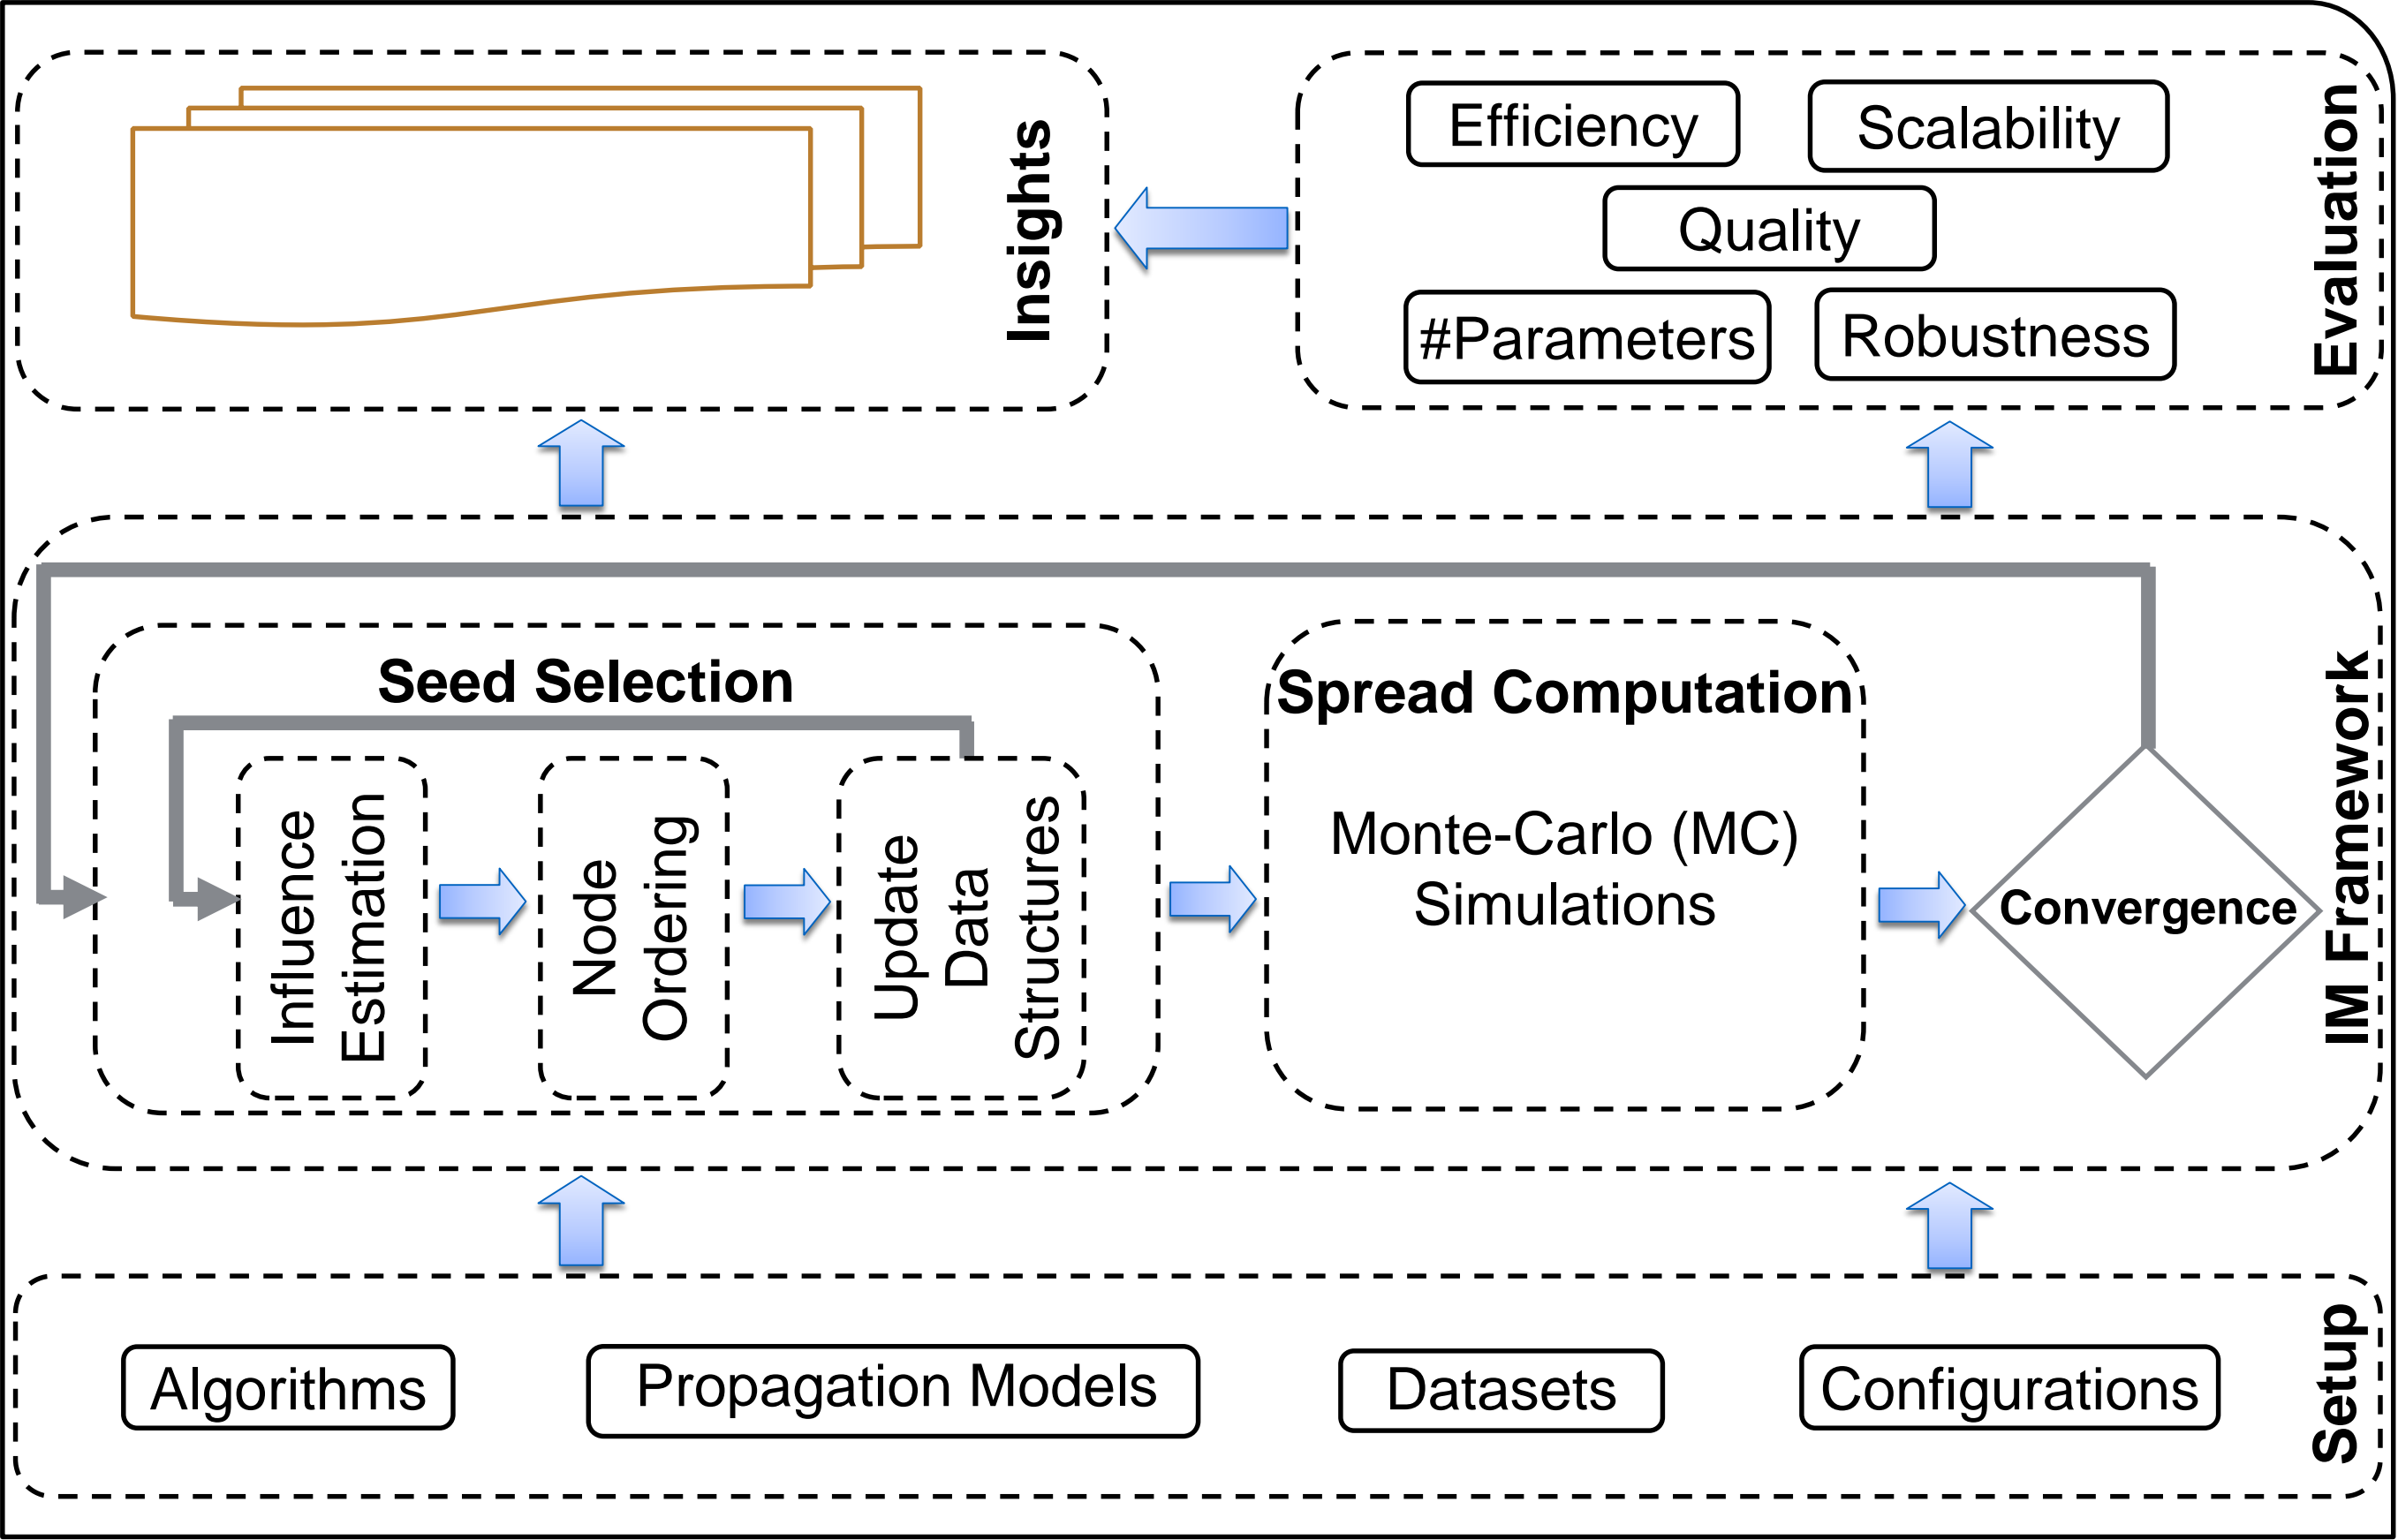 Insights
Efficiency
Scalability
Quality
#Parameters
Robustness
Evaluation
Seed Selection
Influence
Estimation
Node
Ordering
Update
Data
Structures
Spread Computation
Monte-Carlo (MC)
Simulations
Convergence
IM Framework
Algorithms
Propagation Models
Datasets
Configurations
Setup